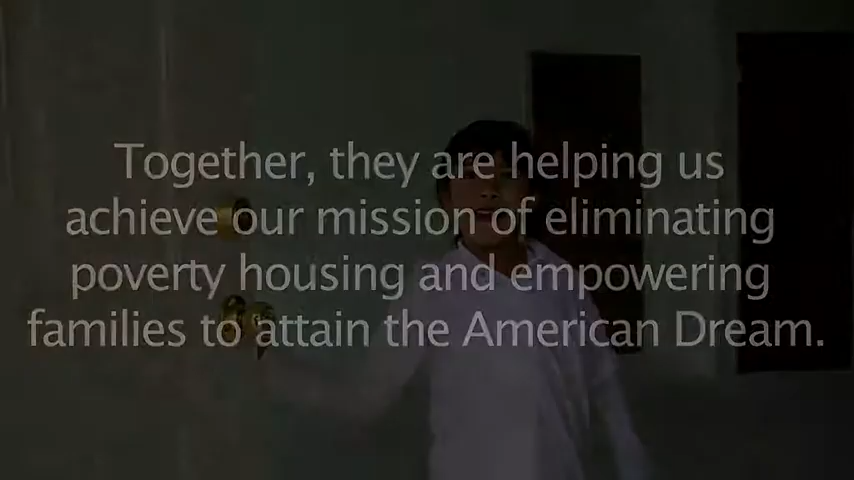 Together, they are helping us
achieve our mission of eliminating
poverty housing and empowering
families to attain the American Dream.